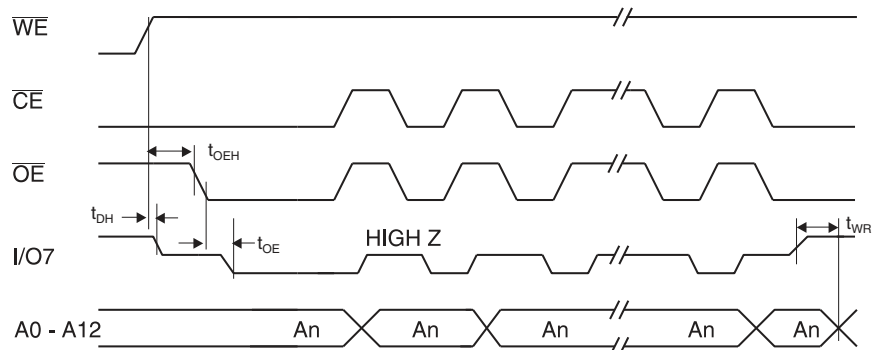 WE
CE
OE
tOEH
tDH
tOE
tWR
I/O7
HIGH Z
A0 - A12
An An An An An